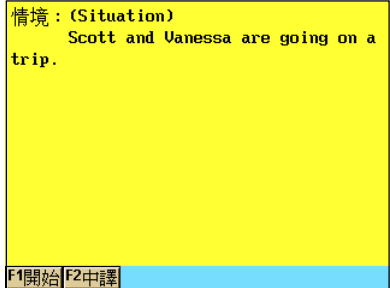 情境：(Situation)
Scott and Vanessa are going on a
trip.
F1開始 F2中譯